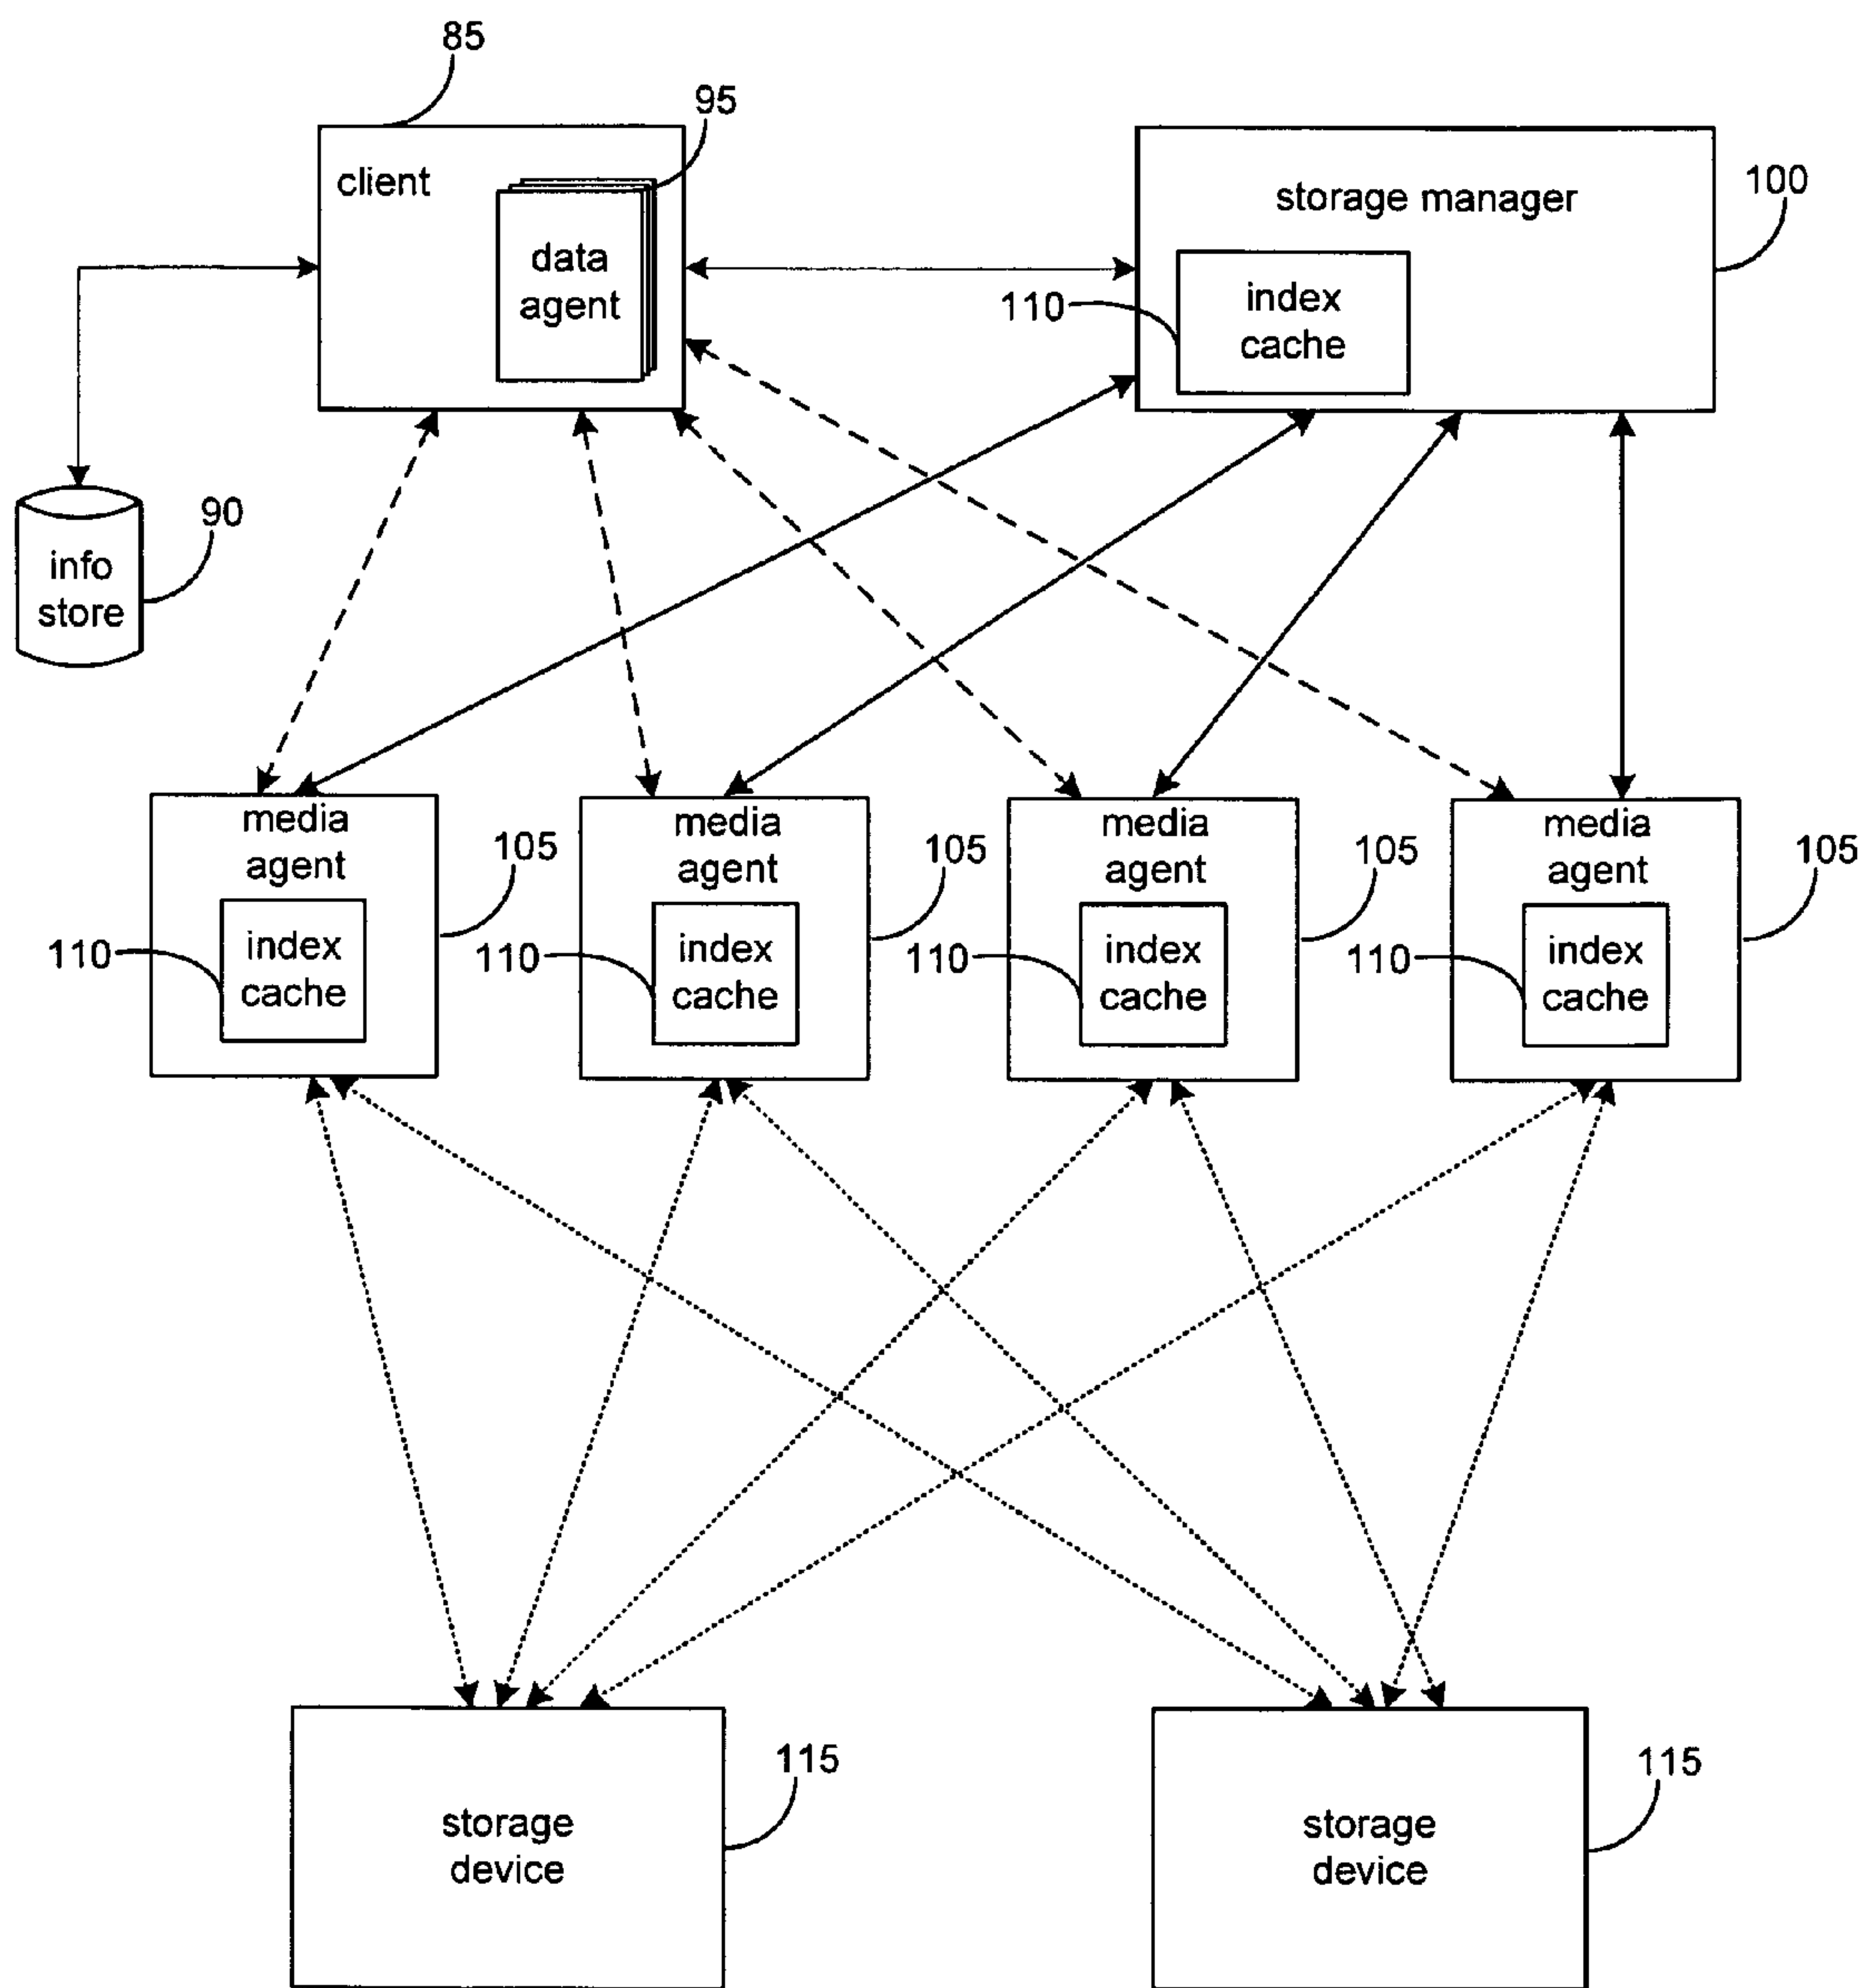 85
95
client
data
agent
storage manager
100
110
index
cache
90
info
store
media
agent
105
110
index
cache
media
agent
105
110
index
cache
media
agent
105
110
index
cache
media
agent
105
110
index
cache
storage
device
115
storage
device
115